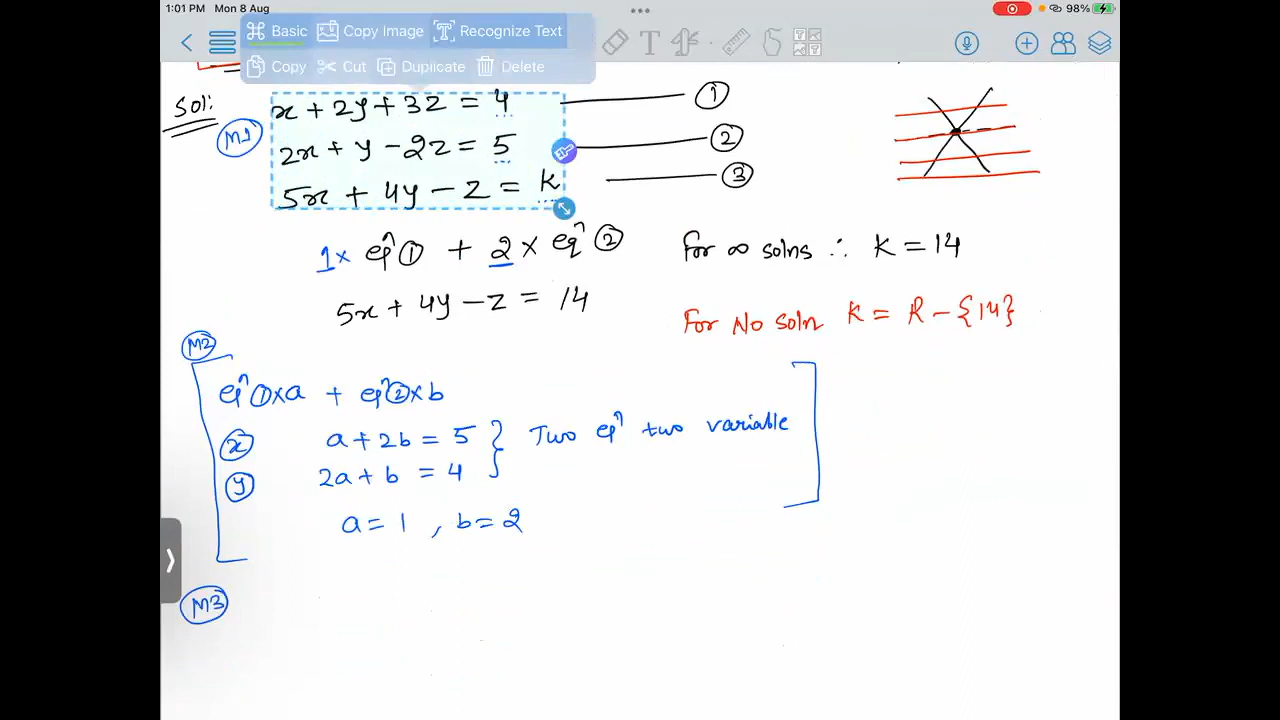 1:01 PM Mon 8 Aug
98%
Basic Copy Image Recognize Text
Copy Cut Duplicate Delete
Sol:
M1
x + 2y + 3z = 4 ①
2x + y - 2z = 5 ②
5x + 4y - z = k ③
1× eqⁿ ① + 2 × eqⁿ ②
5x + 4y - z = 14
For ∞ solns ∴ K = 14
For No soln K = R - {14}
M2
eqⁿ ①×a + eqⁿ ②×b
x a + 2b = 5 } Two eqⁿ two variable
y 2a + b = 4
a = 1 , b = 2
M3